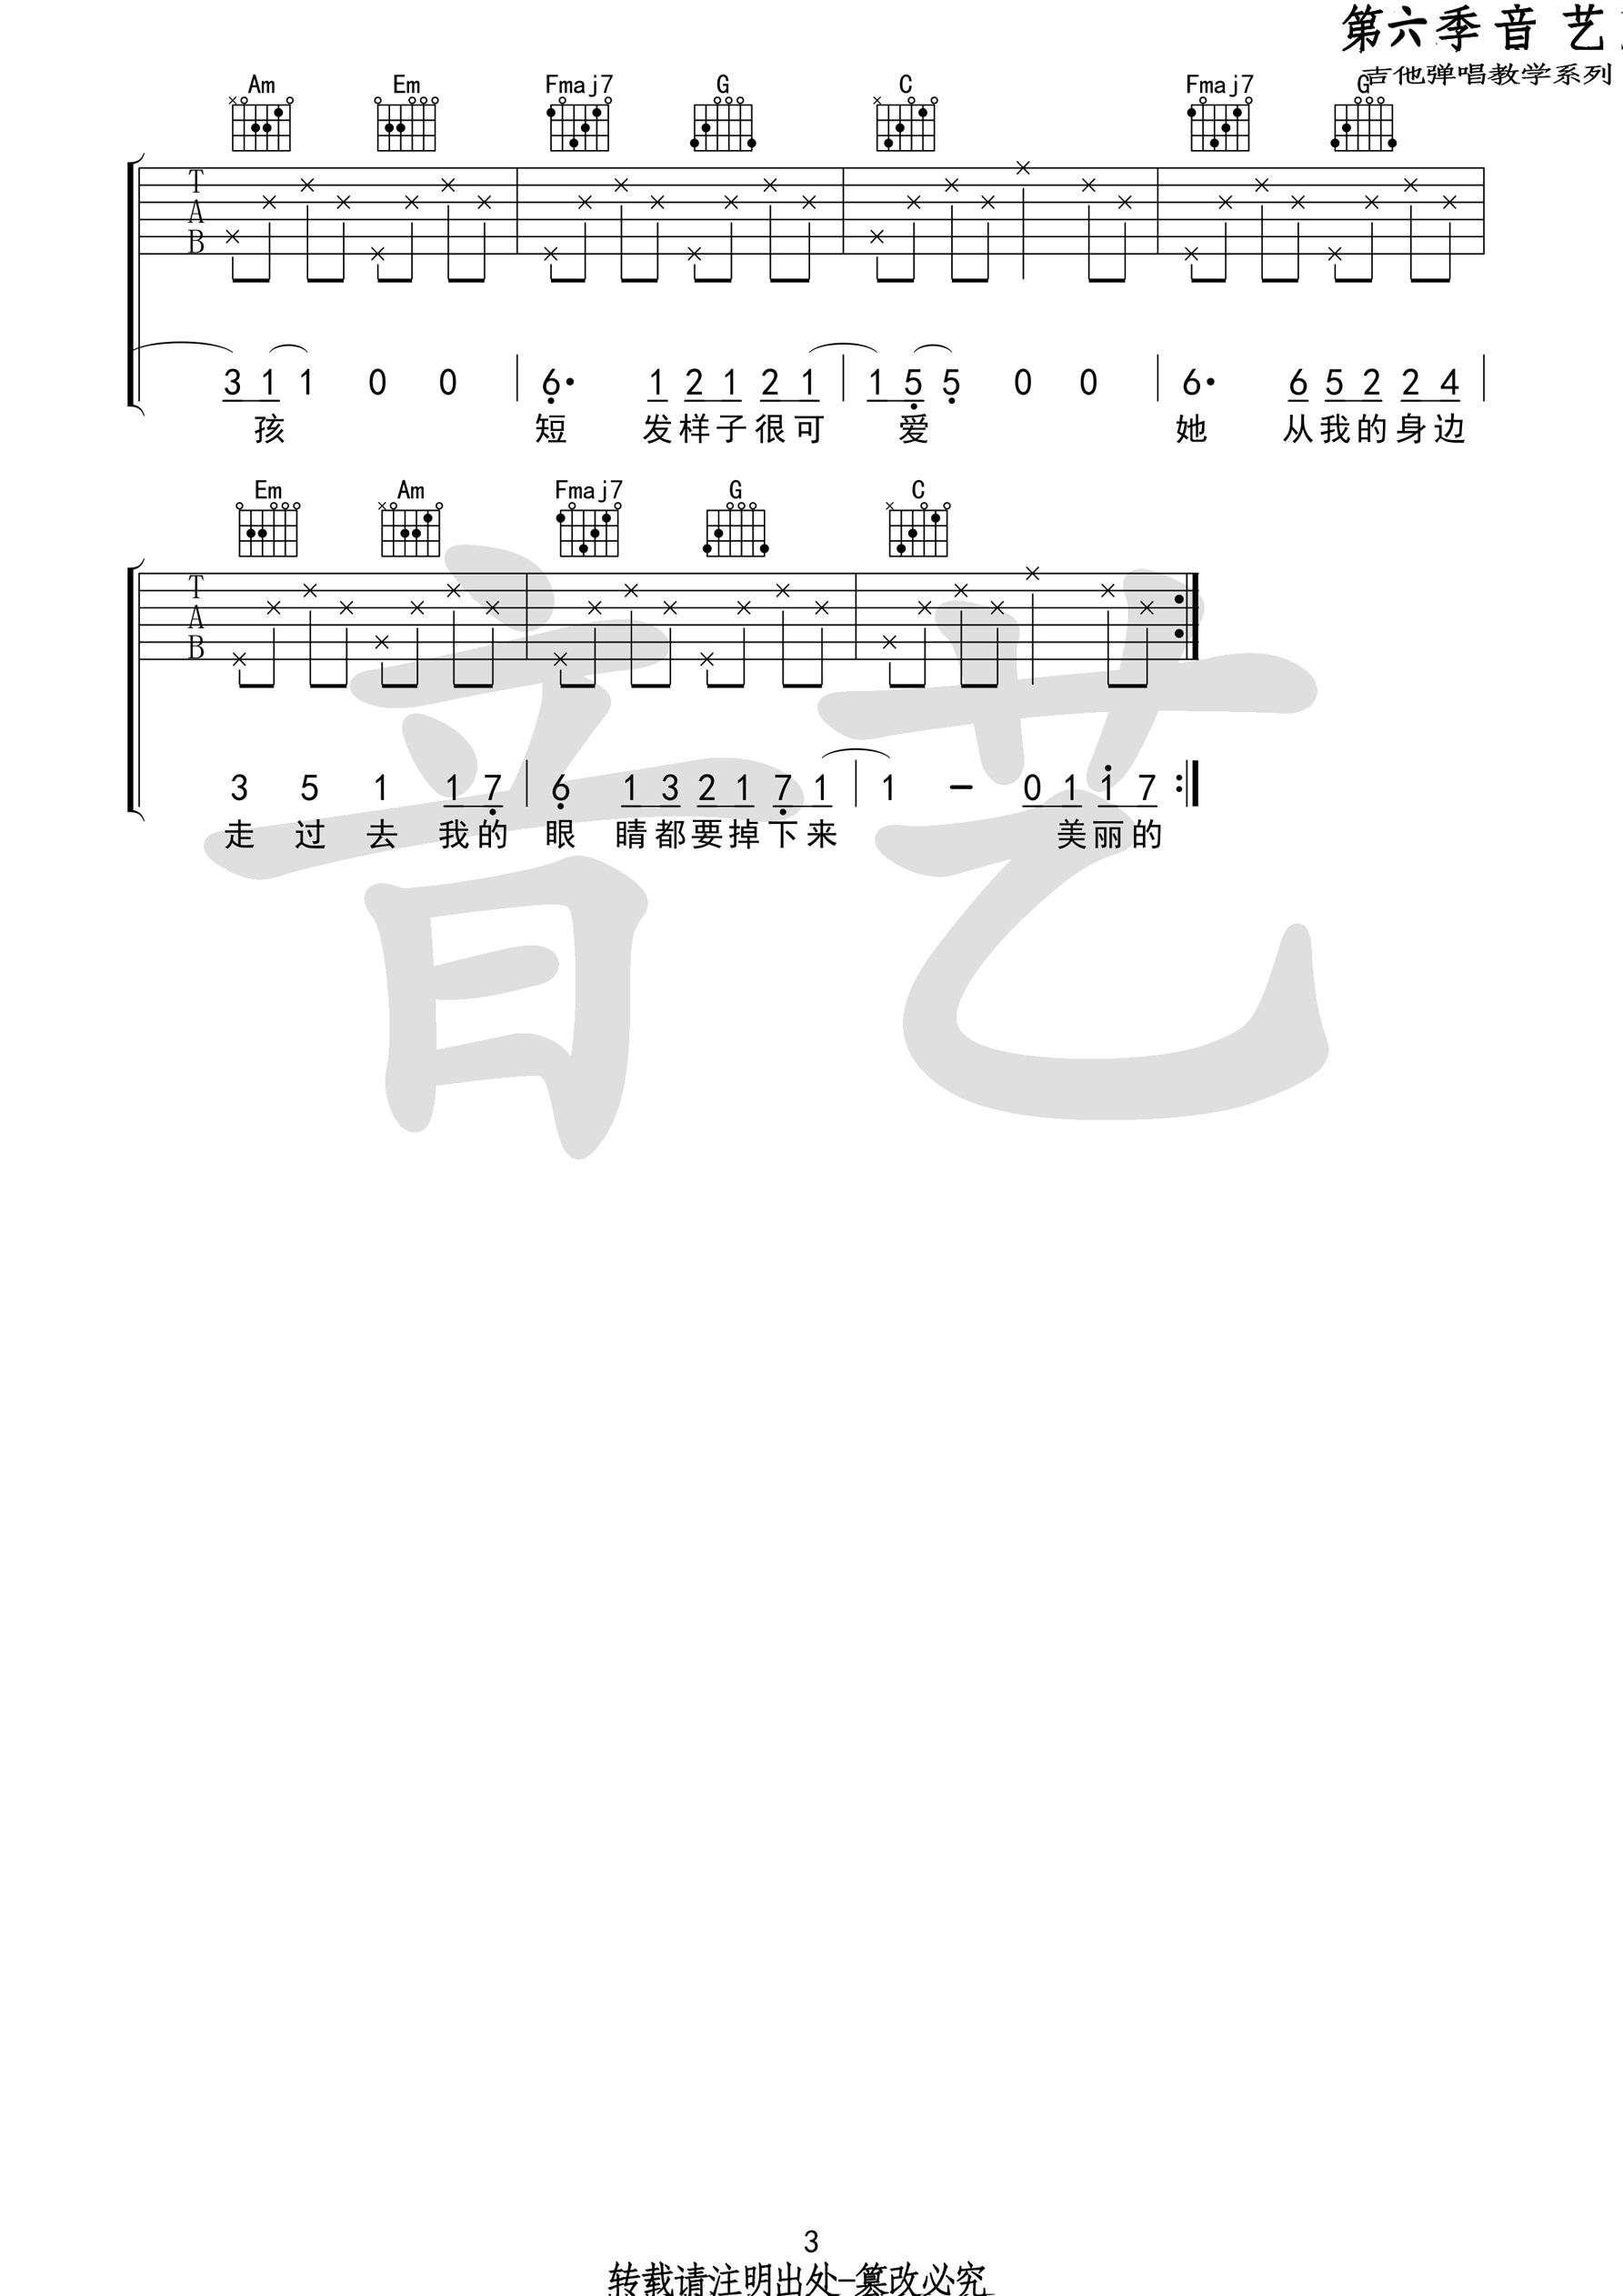 第六季音 艺
吉他弹唱教学系列
Am Em Fmaj7 G C Fmaj7 G
T
A
B
3 1 1 0 0 6· 1 2 1 2 1 1 5 5 0 0 6· 6 5 2 2 4
孩 短 发样子很可 爱 她 从我的身边
Em Am Fmaj7 G C
T
A
B
3 5 1 1 7 6 1 3 2 1 7 1 1 - 0 1 1 7
走 过 去 我的 眼 睛都要掉下来 美丽的
音艺
3
转载请注明出处-篡改必究